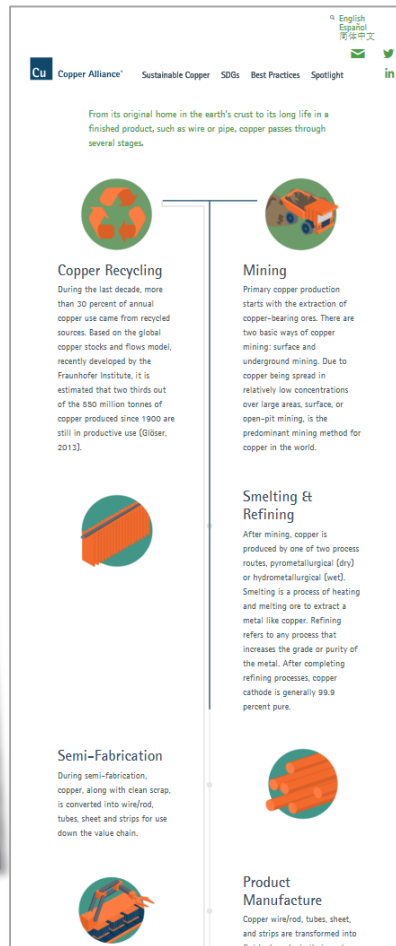 English
Español
简体中文
Cu Copper Alliance® Sustainable Copper SDGs Best Practices Spotlight
in
From its original home in the earth's crust to its long life in a
finished product, such as wire or pipe, copper passes through
several stages.
Copper Recycling
During the last decade, more
than 30 percent of annual
copper use came from recycled
sources. Based on the global
copper stocks and flows model,
recently developed by the
Fraunhofer Institute, it is
estimated that two thirds out
of the 550 million tonnes of
copper produced since 1900 are
still in productive use (Glöser,
2013).
Mining
Primary copper production
starts with the extraction of
copper-bearing ores. There are
two basic ways of copper
mining: surface and
underground mining. Due to
copper being spread in
relatively low concentrations
over large areas, surface, or
open-pit mining, is the
predominant mining method for
copper in the world.
Smelting &
Refining
After mining, copper is
produced by one of two process
routes, pyrometallurgical (dry)
or hydrometallurgical (wet).
Smelting is a process of heating
and melting ore to extract a
metal like copper. Refining
refers to any process that
increases the grade or purity of
the metal. After completing
refining processes, copper
cathode is generally 99.9
percent pure.
Semi-Fabrication
During semi-fabrication,
copper, along with clean scrap,
is converted into wire/rod,
tubes, sheet and strips for use
down the value chain.
Product
Manufacture
Copper wire/rod, tubes, sheet,
and strips are transformed into